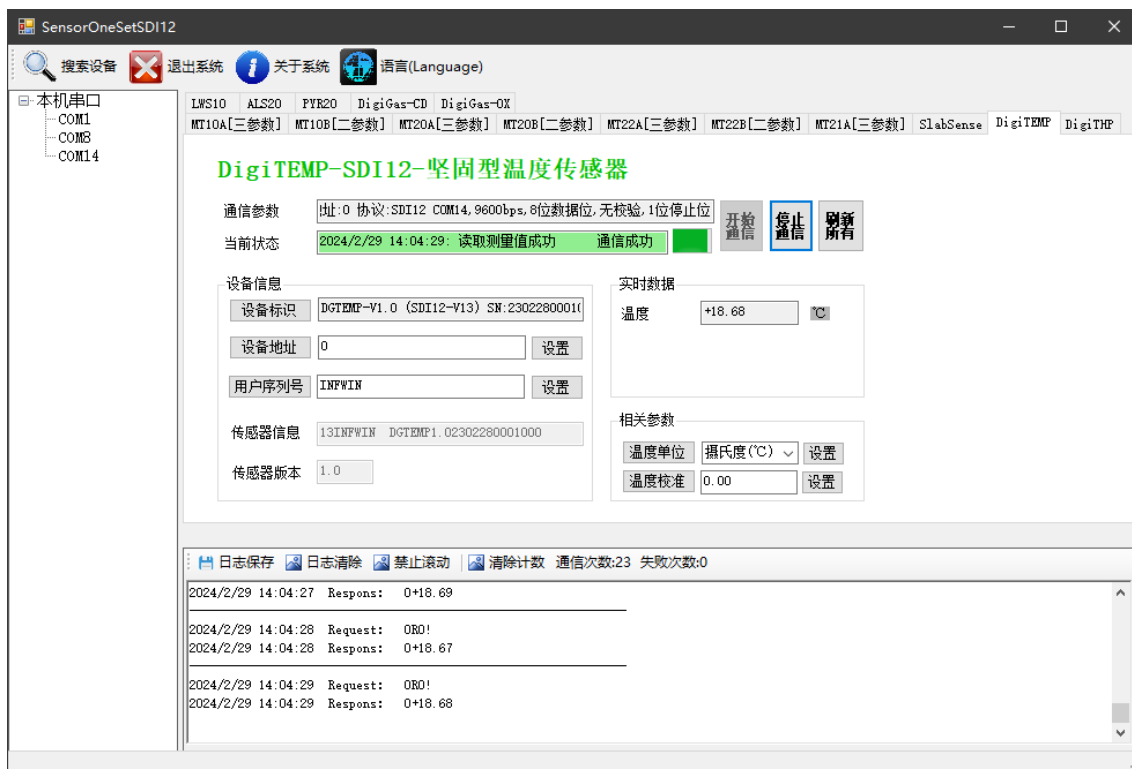 SensorOneSetSDI12
搜索设备 退出系统 关于系统 语言(Language)
本机串口
COM1
COM8
COM14
LWS10 ALS20 PYR20 DigiGas-CD DigiGas-OX
MT10A[三参数] MT10B[二参数] MT20A[三参数] MT20B[二参数] MT22A[三参数] MT22B[二参数] MT21A[三参数] SlabSense DigiTEMP DigiTHP
DigiTEMP-SDI12-坚固型温度传感器
通信参数 址:0 协议:SDI12 COM14,9600bps,8位数据位,无校验,1位停止位
当前状态 2024/2/29 14:04:29: 读取测量值成功 通信成功
开始通信 停止通信 刷新所有
设备信息
设备标识 DGTEMP-V1.0 (SDI12-V13) SN:2302280001(
设备地址 0 设置
用户序列号 INFWIN 设置
传感器信息 13INFWIN DGTEMP1.02302280001000
传感器版本 1.0
实时数据
温度 +18.68 ℃
相关参数
温度单位 摄氏度(℃) 设置
温度校准 0.00 设置
日志保存 日志清除 禁止滚动 清除计数 通信次数:23 失败次数:0
2024/2/29 14:04:27 Respons: 0+18.69
2024/2/29 14:04:28 Request: 0R0!
2024/2/29 14:04:28 Respons: 0+18.67
2024/2/29 14:04:29 Request: 0R0!
2024/2/29 14:04:29 Respons: 0+18.68